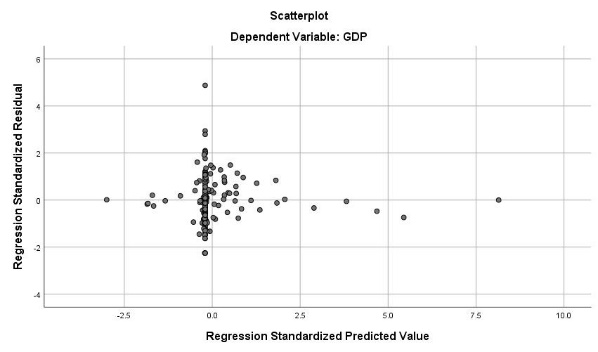 Scatterplot
Dependent Variable: GDP
Regression Standardized Residual
6
4
2
0
-2
-4
-2.5 0.0 2.5 5.0 7.5 10.0
Regression Standardized Predicted Value